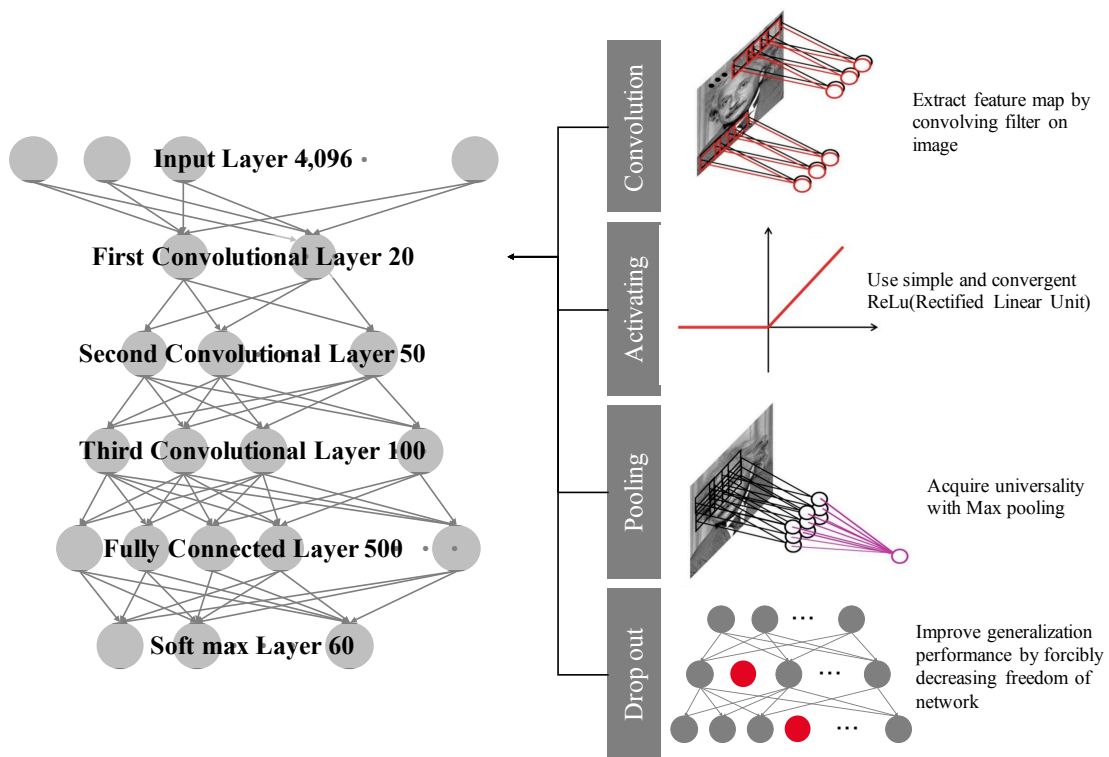 Input Layer 4,096
First Convolutional Layer 20
Second Convolutional Layer 50
Third Convolutional Layer 100
Fully Connected Layer 500
Soft max Layer 60
Convolution
Extract feature map by
convolving filter on
image
Activating
Use simple and convergent
ReLu(Rectified Linear Unit)
Pooling
Acquire universality
with Max pooling
Drop out
Improve generalization
performance by forcibly
decreasing freedom of
network